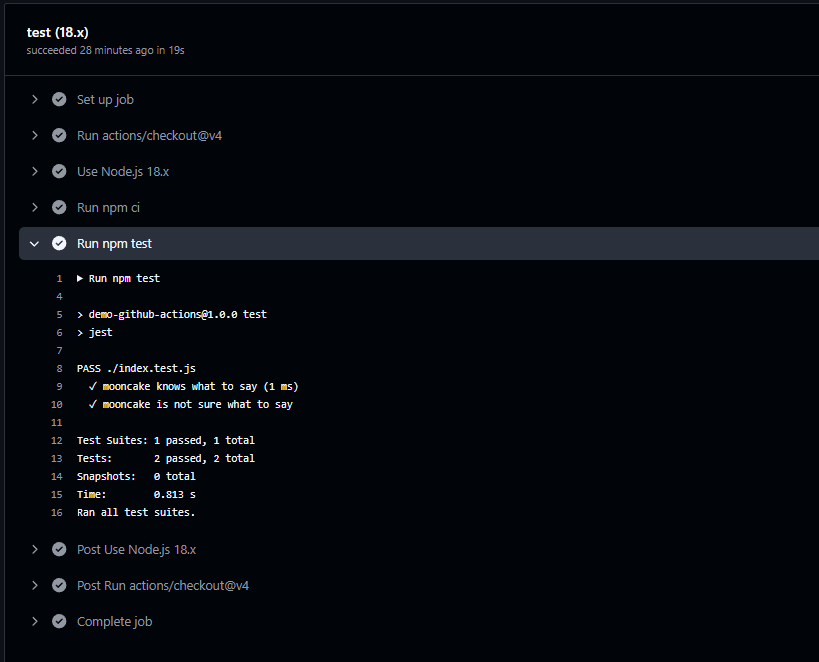 test (18.x)
succeeded 28 minutes ago in 19s
Set up job
Run actions/checkout@v4
Use Node.js 18.x
Run npm ci
Run npm test
1 ▶ Run npm test
4
5 > demo-github-actions@1.0.0 test
6 > jest
7
8 PASS ./index.test.js
9 ✓ mooncake knows what to say (1 ms)
10 ✓ mooncake is not sure what to say
11
12 Test Suites: 1 passed, 1 total
13 Tests:       2 passed, 2 total
14 Snapshots:   0 total
15 Time:        0.813 s
16 Ran all test suites.
Post Use Node.js 18.x
Post Run actions/checkout@v4
Complete job